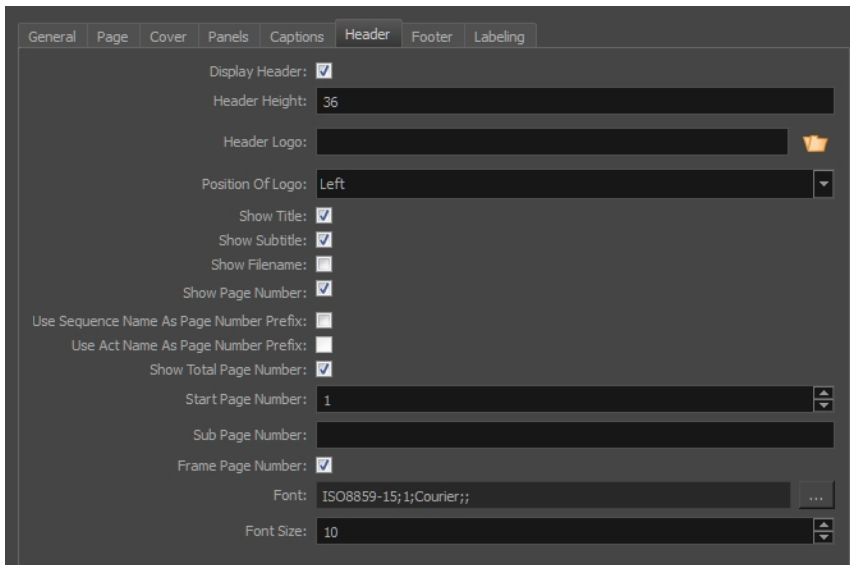 General Page Cover Panels Captions Header Footer Labeling
Display Header:
Header Height: 36
Header Logo:
Position Of Logo: Left
Show Title:
Show Subtitle:
Show Filename:
Show Page Number:
Use Sequence Name As Page Number Prefix:
Use Act Name As Page Number Prefix:
Show Total Page Number:
Start Page Number: 1
Sub Page Number:
Frame Page Number:
Font: ISO8859-15;1;Courier;; ...
Font Size: 10